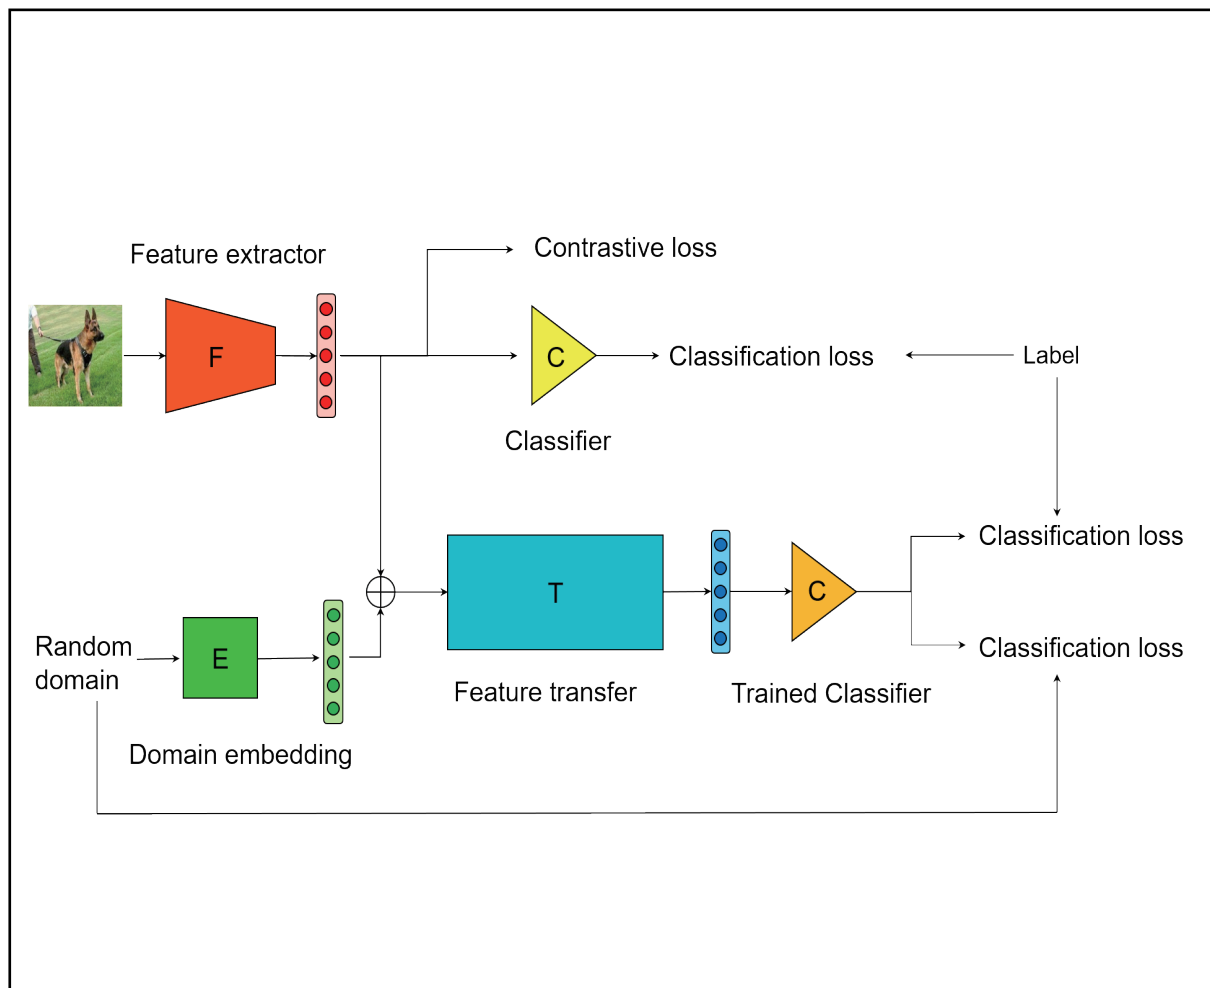 Feature extractor
Contrastive loss
F
C
Classification loss
Label
Classifier
Classification loss
T
C
Random
domain
E
Classification loss
Feature transfer
Trained Classifier
Domain embedding